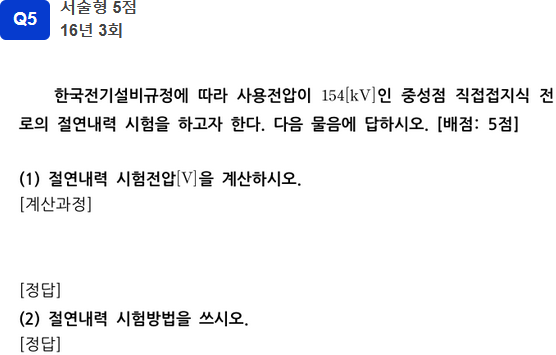 Q5
서술형 5점
16년 3회
한국전기설비규정에 따라 사용전압이 154[kV]인 중성점 직접접지식 전
로의 절연내력 시험을 하고자 한다. 다음 물음에 답하시오. [배점: 5점]
(1) 절연내력 시험전압[V]을 계산하시오.
[계산과정]
[정답]
(2) 절연내력 시험방법을 쓰시오.
[정답]